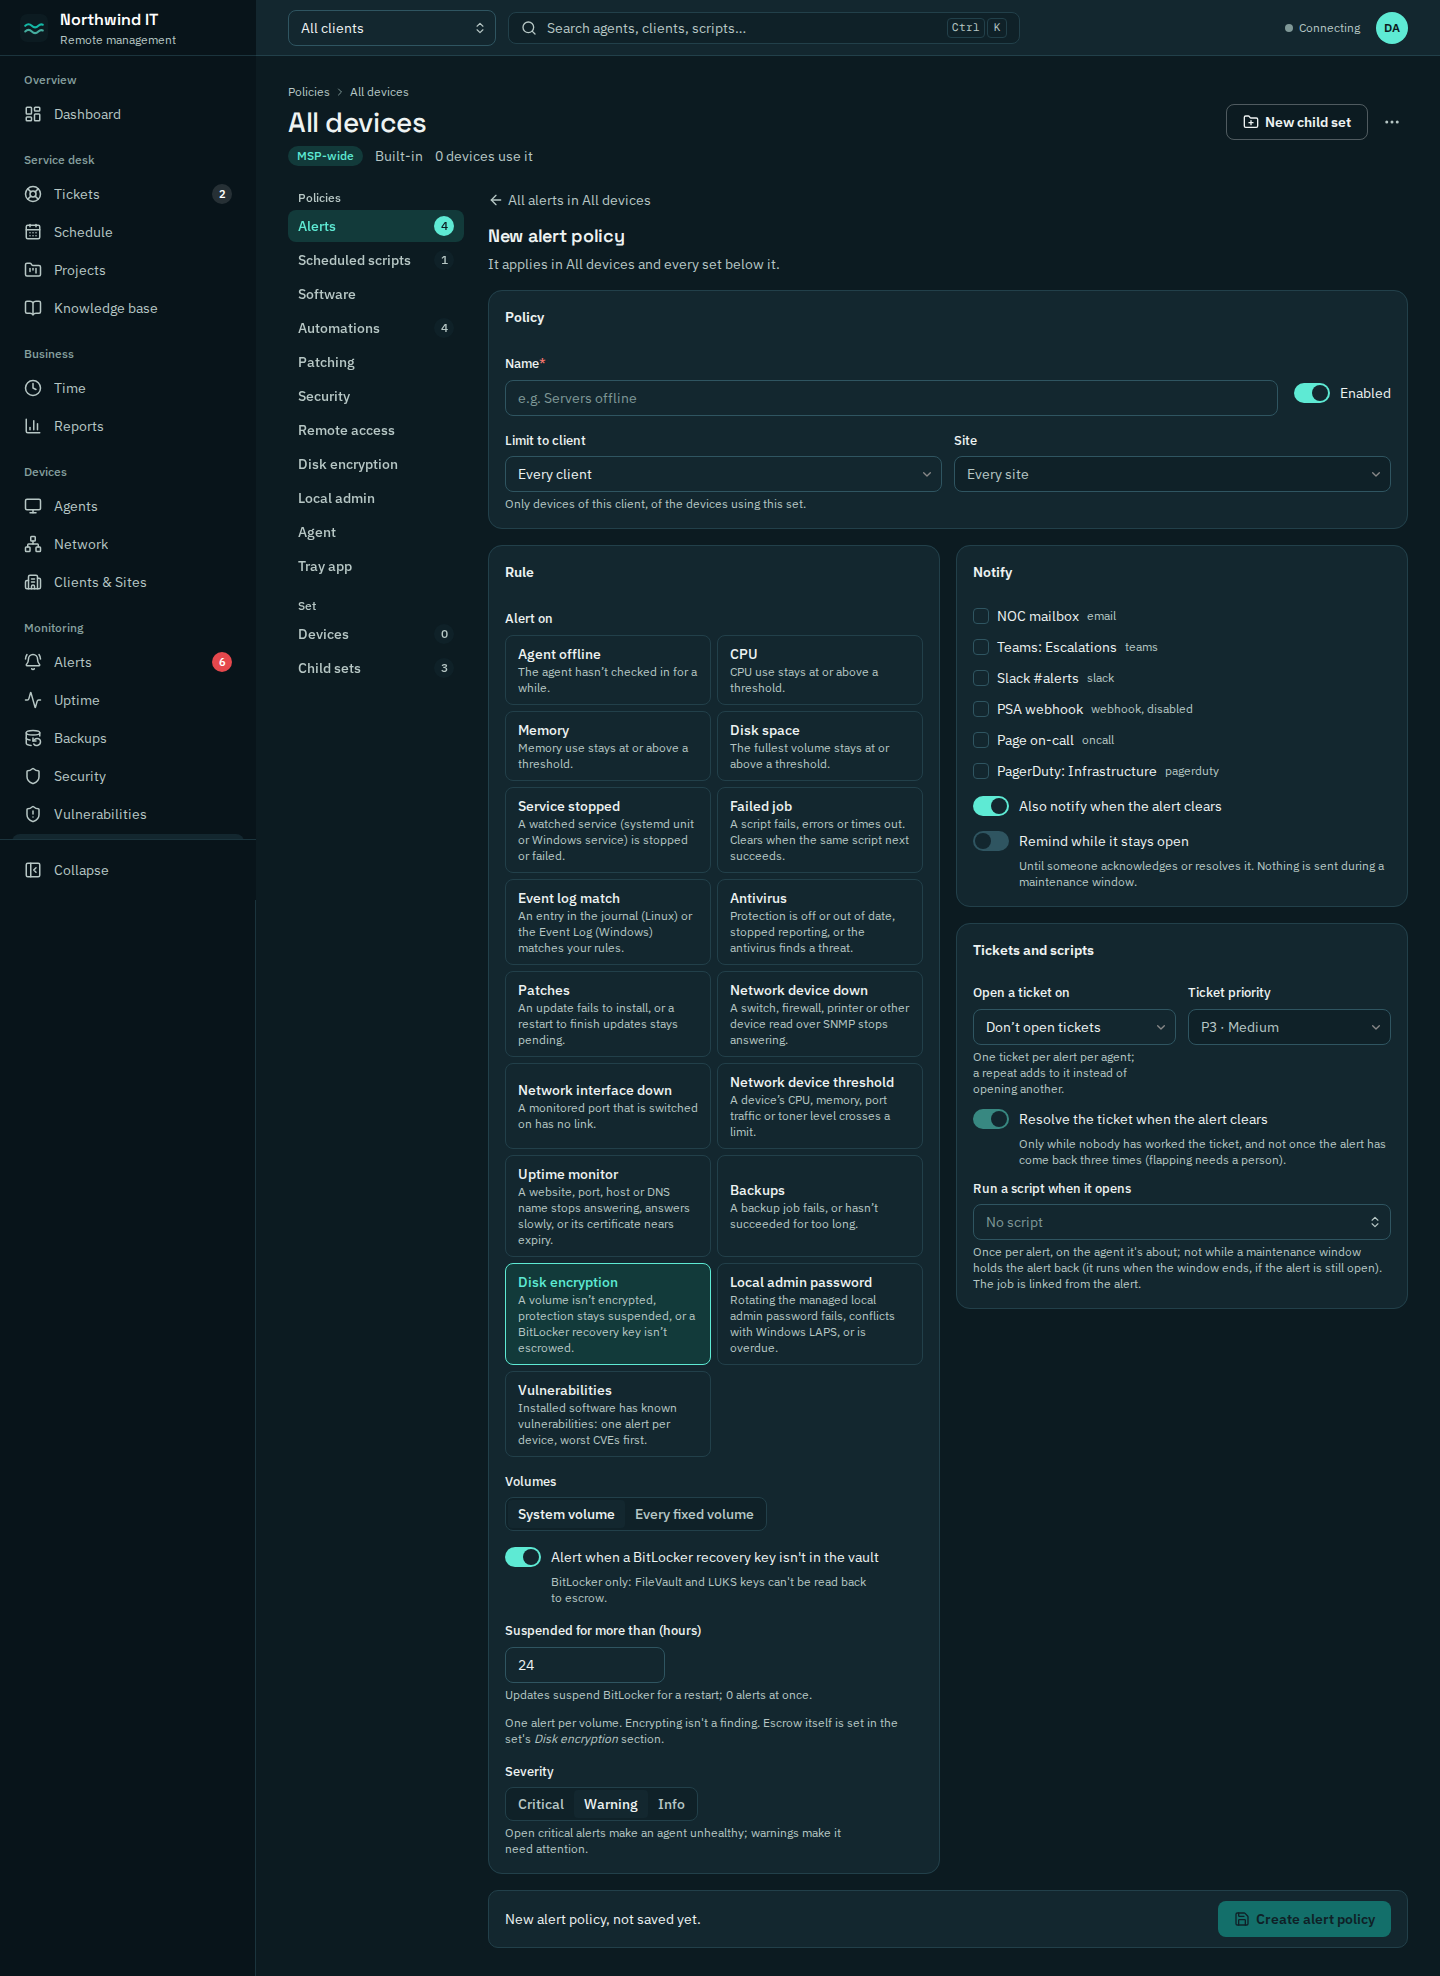 Northwind IT
Remote management
All clients
Search agents, clients, scripts...
Ctrl K
Connecting
DA
Overview
Dashboard
Service desk
Tickets 2
Schedule
Projects
Knowledge base
Business
Time
Reports
Devices
Agents
Network
Clients & Sites
Monitoring
Alerts 6
Uptime
Backups
Security
Vulnerabilities
Collapse
Policies > All devices
All devices
MSP-wide Built-in 0 devices use it
New child set
Policies
Alerts 4
Scheduled scripts 1
Software
Automations 4
Patching
Security
Remote access
Disk encryption
Local admin
Agent
Tray app
Set
Devices 0
Child sets 3
All alerts in All devices
New alert policy
It applies in All devices and every set below it.
Policy
Name*
e.g. Servers offline
Enabled
Limit to client
Every client
Only devices of this client, of the devices using this set.
Site
Every site
Rule
Alert on
Agent offline
The agent hasn’t checked in for a
while.
CPU
CPU use stays at or above a
threshold.
Memory
Memory use stays at or above a
threshold.
Disk space
The fullest volume stays at or
above a threshold.
Service stopped
A watched service (systemd unit
or Windows service) is stopped
or failed.
Failed job
A script fails, errors or times out.
Clears when the same script next
succeeds.
Event log match
An entry in the journal (Linux) or
the Event Log (Windows)
matches your rules.
Antivirus
Protection is off or out of date,
stopped reporting, or the
antivirus finds a threat.
Patches
An update fails to install, or a
restart to finish updates stays
pending.
Network device down
A switch, firewall, printer or other
device read over SNMP stops
answering.
Network interface down
A monitored port that is switched
on has no link.
Network device threshold
A device’s CPU, memory, port
traffic or toner level crosses a
limit.
Uptime monitor
A website, port, host or DNS
name stops answering, answers
slowly, or its certificate nears
expiry.
Backups
A backup job fails, or hasn’t
succeeded for too long.
Disk encryption
A volume isn’t encrypted,
protection stays suspended, or a
BitLocker recovery key isn’t
escrowed.
Local admin password
Rotating the managed local
admin password fails, conflicts
with Windows LAPS, or is
overdue.
Vulnerabilities
Installed software has known
vulnerabilities: one alert per
device, worst CVEs first.
Volumes
System volume Every fixed volume
Alert when a BitLocker recovery key isn't in the vault
BitLocker only: FileVault and LUKS keys can't be read back
to escrow.
Suspended for more than (hours)
24
Updates suspend BitLocker for a restart; 0 alerts at once.
One alert per volume. Encrypting isn't a finding. Escrow itself is set in the
set's Disk encryption section.
Severity
Critical Warning Info
Open critical alerts make an agent unhealthy; warnings make it
need attention.
Notify
NOC mailbox email
Teams: Escalations teams
Slack #alerts slack
PSA webhook webhook, disabled
Page on-call oncall
PagerDuty: Infrastructure pagerduty
Also notify when the alert clears
Remind while it stays open
Until someone acknowledges or resolves it. Nothing is sent during a
maintenance window.
Tickets and scripts
Open a ticket on
Don’t open tickets
One ticket per alert per agent;
a repeat adds to it instead of
opening another.
Ticket priority
P3 · Medium
Resolve the ticket when the alert clears
Only while nobody has worked the ticket, and not once the alert has
come back three times (flapping needs a person).
Run a script when it opens
No script
Once per alert, on the agent it's about; not while a maintenance window
holds the alert back (it runs when the window ends, if the alert is still open).
The job is linked from the alert.
New alert policy, not saved yet.
Create alert policy